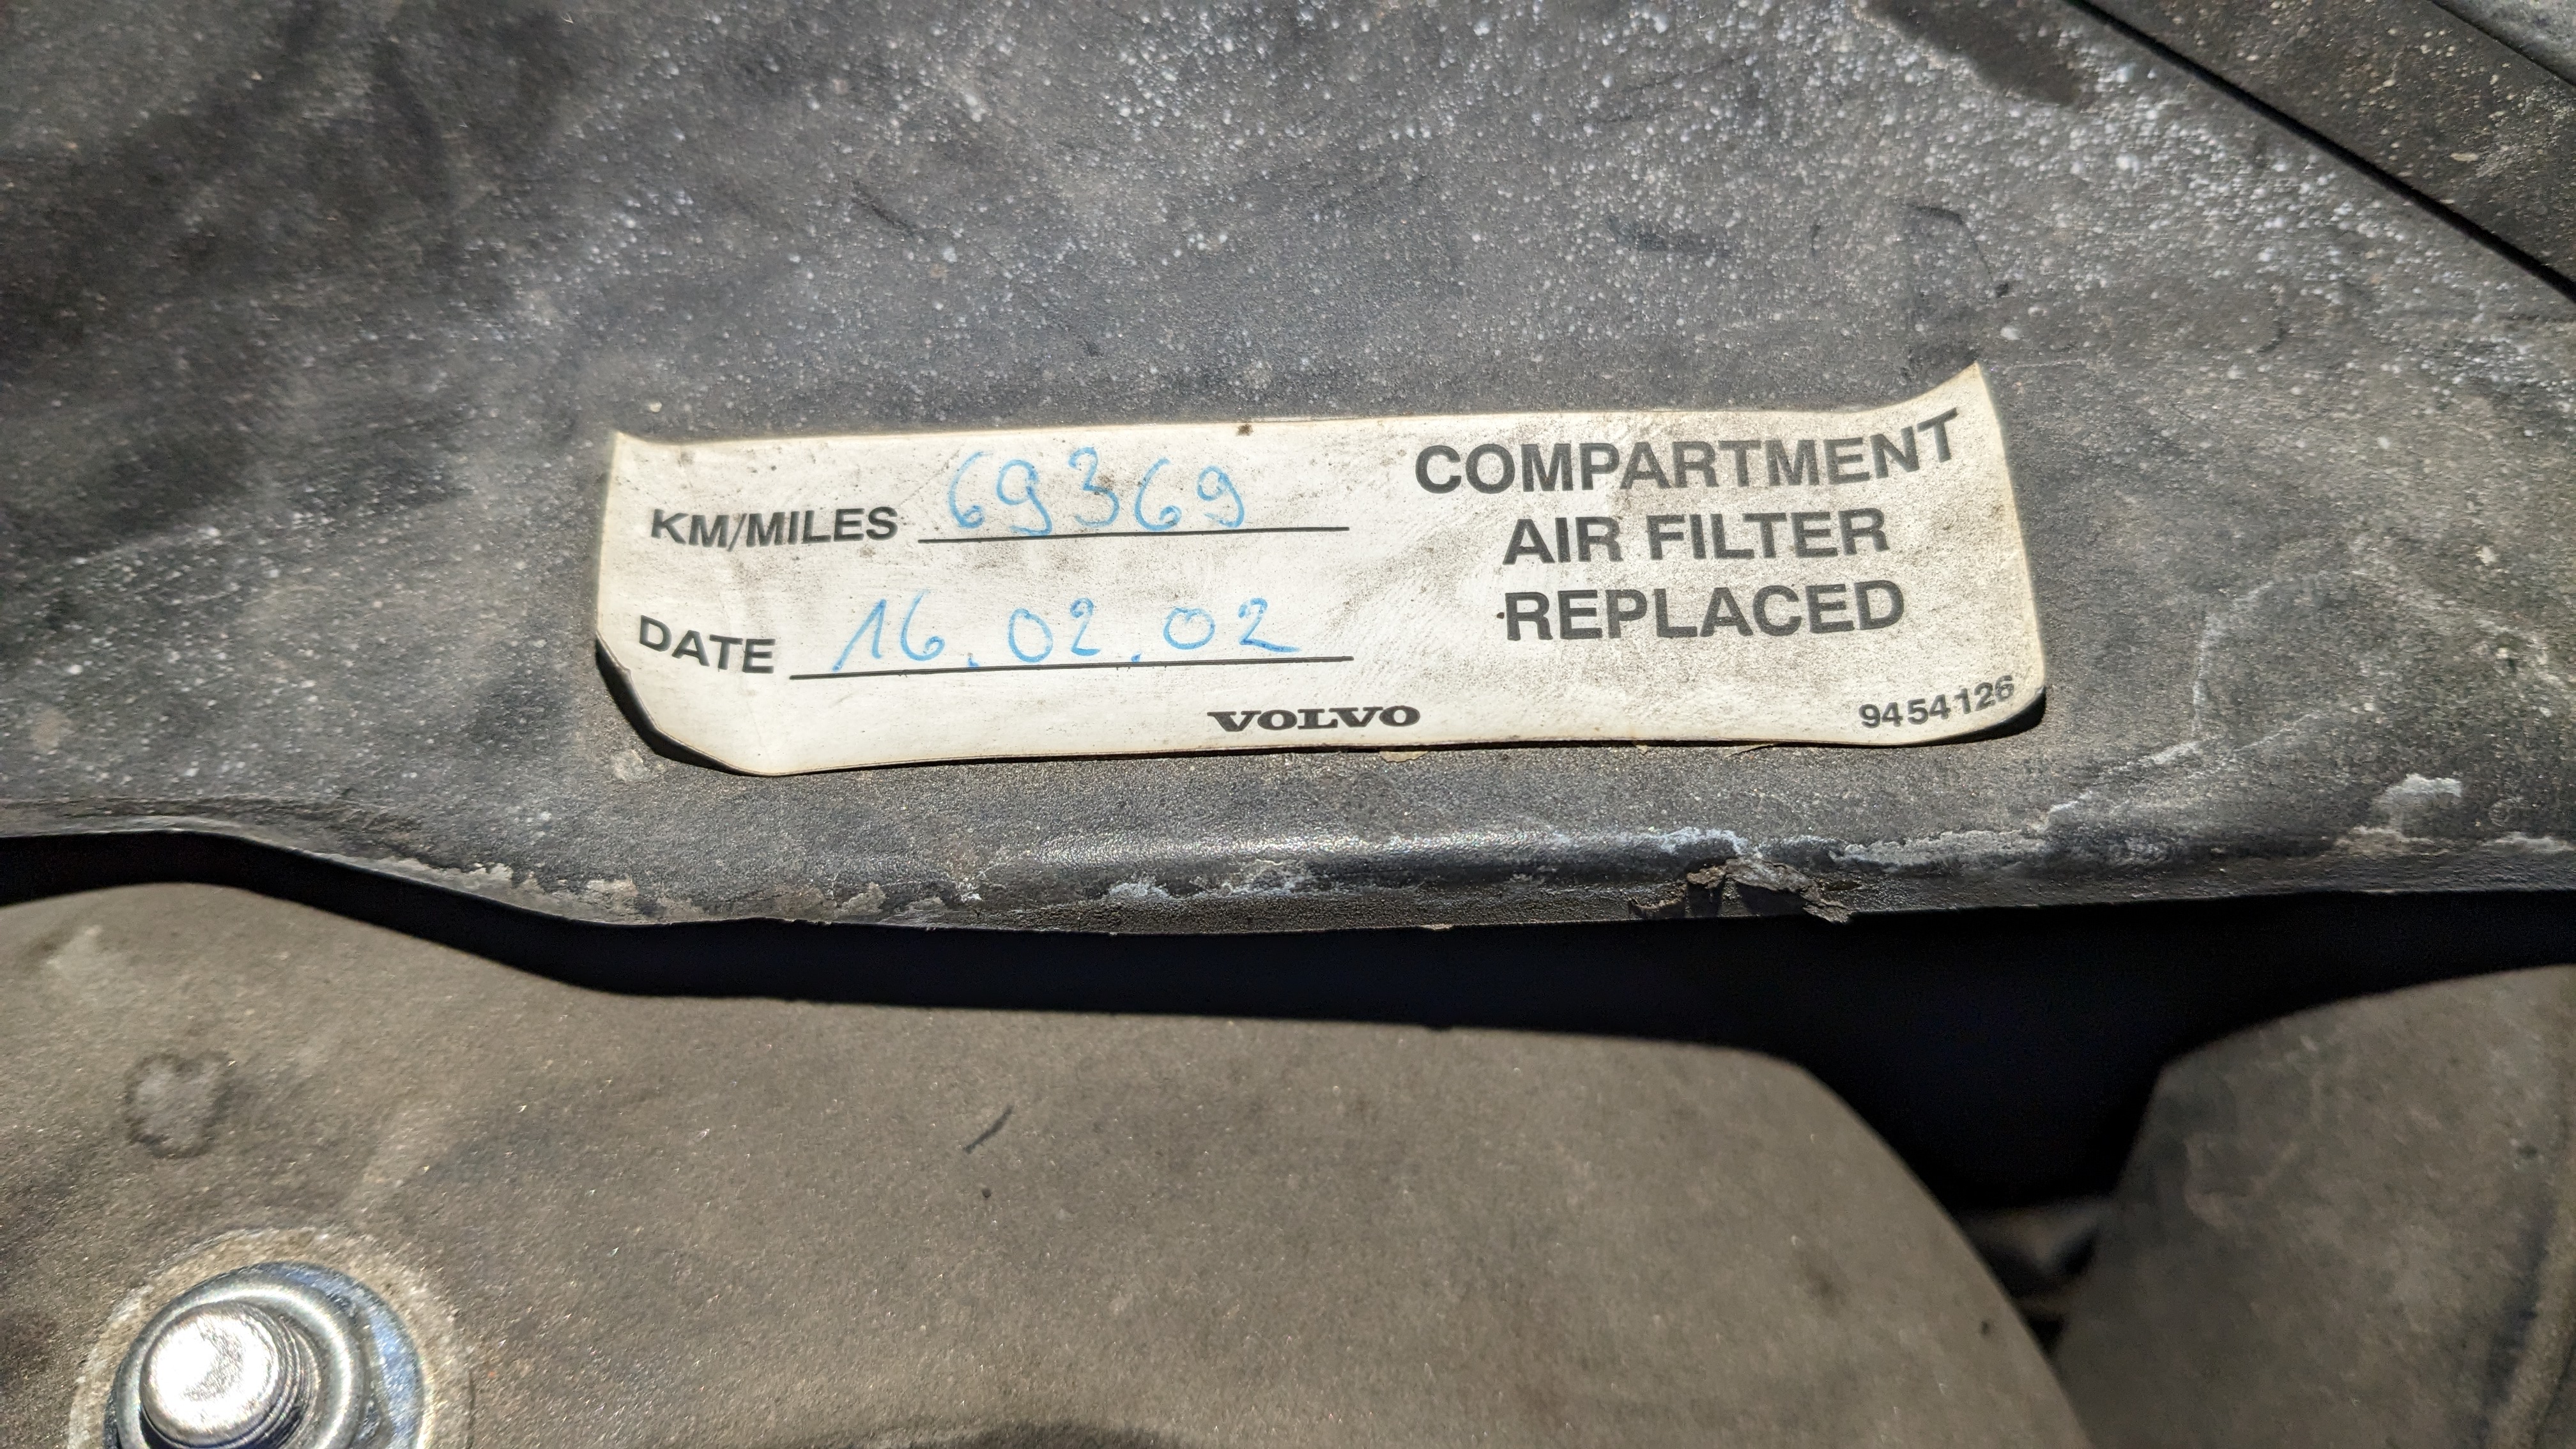 KM/MILES 69369
DATE 16.02.02
COMPARTMENT
AIR FILTER
REPLACED
VOLVO
9454126